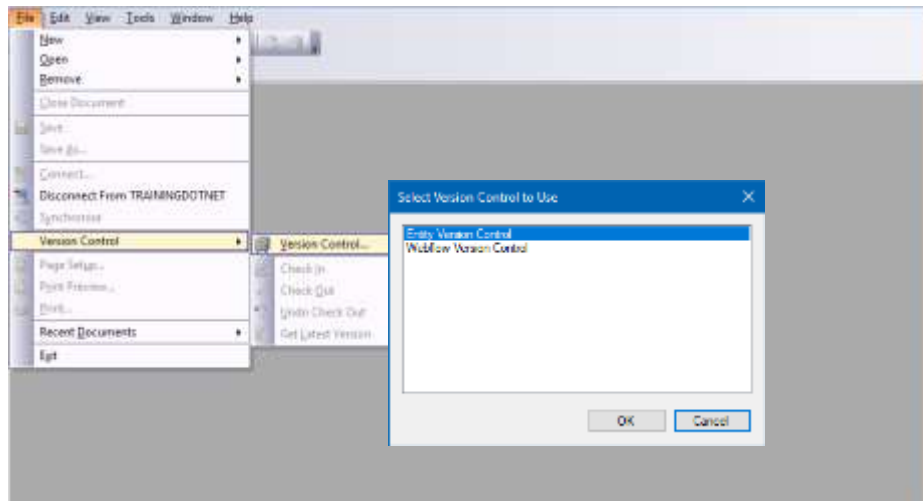 File Edit View Tools Window Help
New
Open
Remove
Close Document
Save
Save As...
Connect...
Disconnect From TRAININGDOTNET
Synchronise
Version Control
Page Setup...
Print Preview...
Print...
Recent Documents
Exit
Version Control...
Check In
Check Out
Undo Check Out
Get Latest Version
Select Version Control to Use
Entity Version Control
Webflow Version Control
OK Cancel